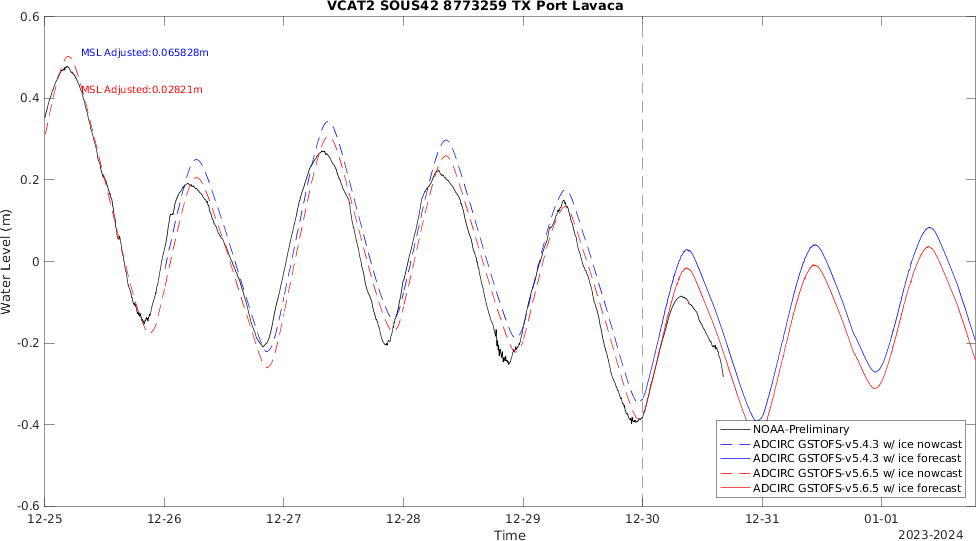 VCAT2 SOUS42 8773259 TX Port Lavaca
0.6
0.4
0.2
0
-0.2
-0.4
-0.6
Water Level (m)
MSL Adjusted:0.065828m
MSL Adjusted:0.02821m
NOAA-Preliminary
ADCIRC GSTOFS-v5.4.3 w/ ice nowcast
ADCIRC GSTOFS-v5.4.3 w/ ice forecast
ADCIRC GSTOFS-v5.6.5 w/ ice nowcast
ADCIRC GSTOFS-v5.6.5 w/ ice forecast
12-25 12-26 12-27 12-28 12-29 12-30 12-31 01-01
Time
2023-2024